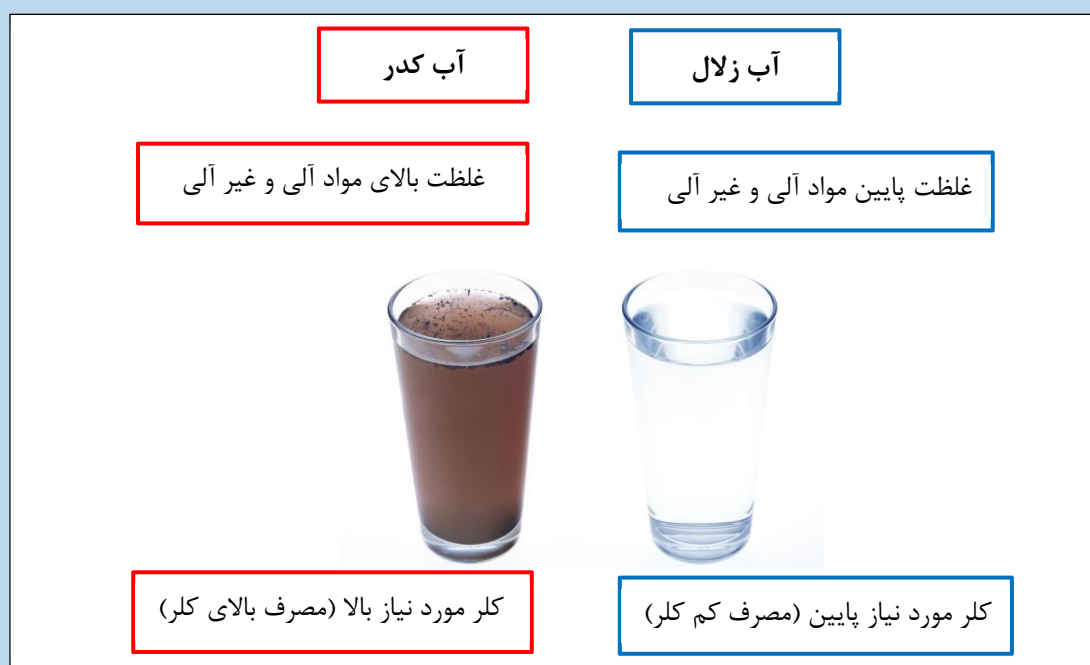 آب زلال
آب کدر
غلظت پایین مواد آلی و غیر آلی
غلظت بالای مواد آلی و غیر آلی
کلر مورد نیاز پایین (مصرف کم کلر)
کلر مورد نیاز بالا (مصرف بالای کلر)